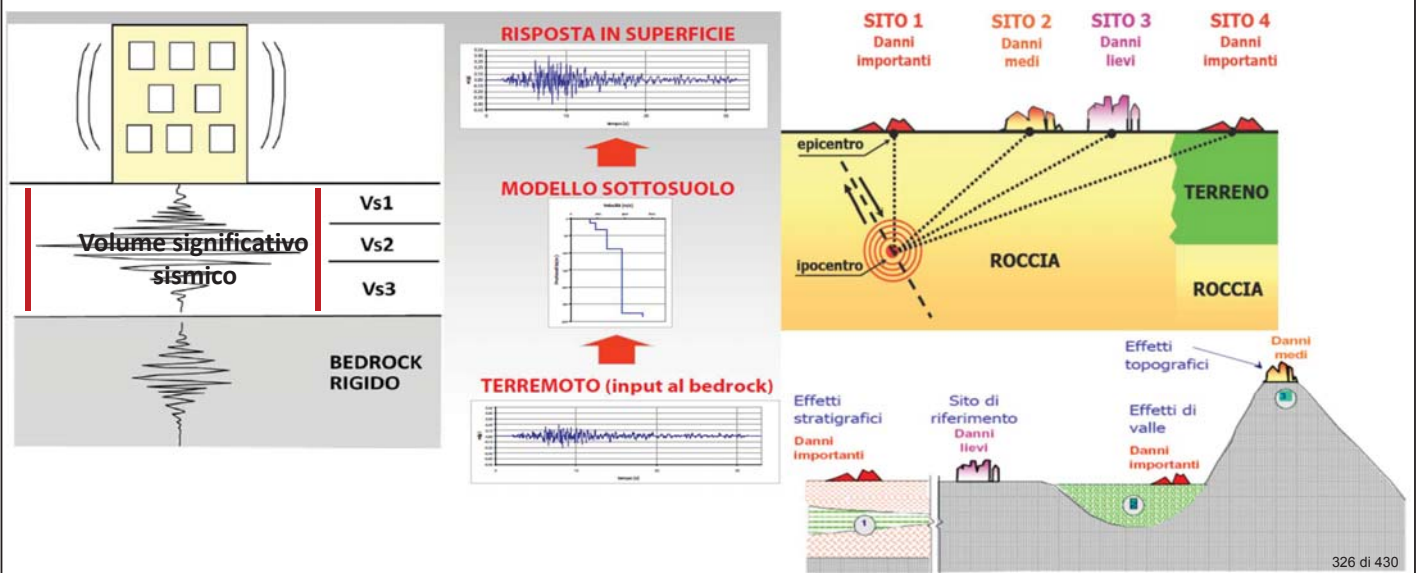 Vs1
Volume significativo
Vs2
sismico
Vs3
BEDROCK
RIGIDO
RISPOSTA IN SUPERFICIE
MODELLO SOTTOSUOLO
TERREMOTO (input al bedrock)
SITO 1
Danni
importanti
SITO 2
Danni
medi
SITO 3
Danni
lievi
SITO 4
Danni
importanti
epicentro
ipocentro
ROCCIA
TERRENO
ROCCIA
Effetti
stratigrafici
Danni
importanti
1
Sito di
riferimento
Danni
lievi
Effetti di
valle
Danni
importanti
Effetti
topografici
Danni
medi
3
326 di 430